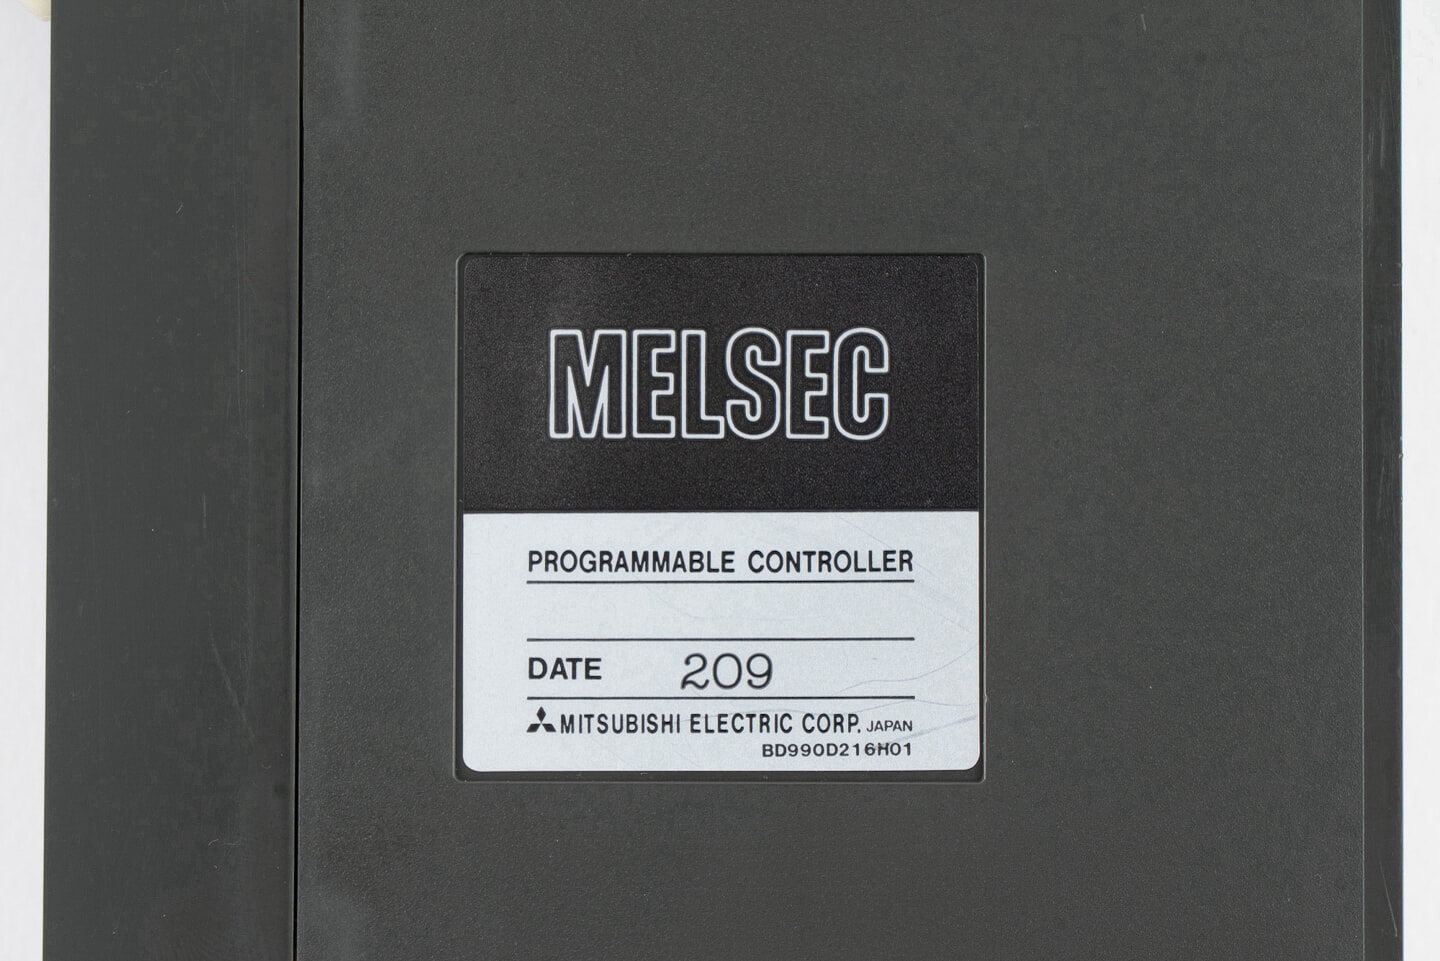 MELSEC
PROGRAMMABLE CONTROLLER
DATE 209
MITSUBISHI ELECTRIC CORP. JAPAN
BD990D216H01